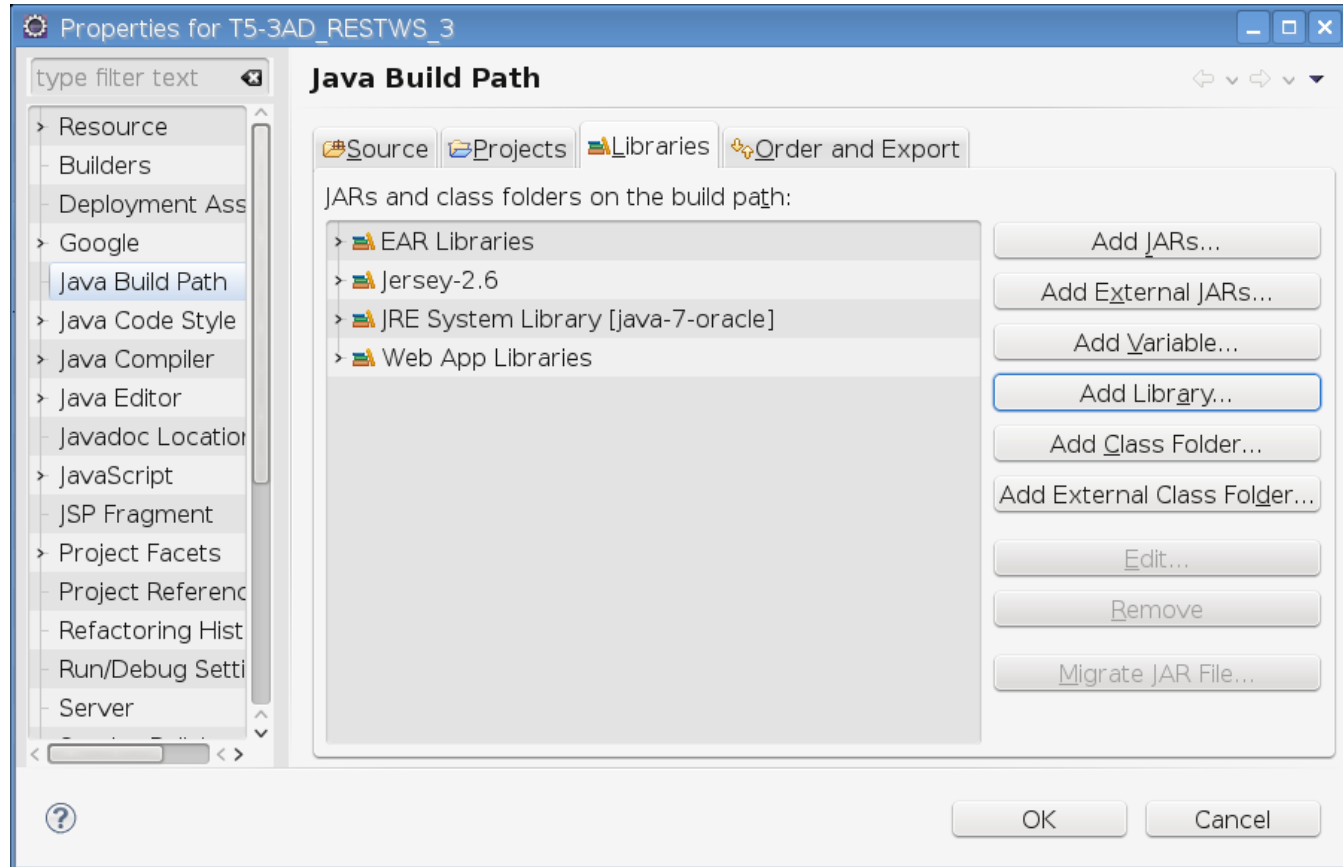 Properties for T5-3AD_RESTWS_3
type filter text
Java Build Path
Resource
Builders
Deployment Ass
Google
Java Build Path
Java Code Style
Java Compiler
Java Editor
Javadoc Location
JavaScript
JSP Fragment
Project Facets
Project Referenc
Refactoring Hist
Run/Debug Setti
Server
Source
Projects
Libraries
Order and Export
JARs and class folders on the build path:
EAR Libraries
Jersey-2.6
JRE System Library [java-7-oracle]
Web App Libraries
Add JARs...
Add External JARs...
Add Variable...
Add Library...
Add Class Folder...
Add External Class Folder...
Edit...
Remove
Migrate JAR File...
OK
Cancel